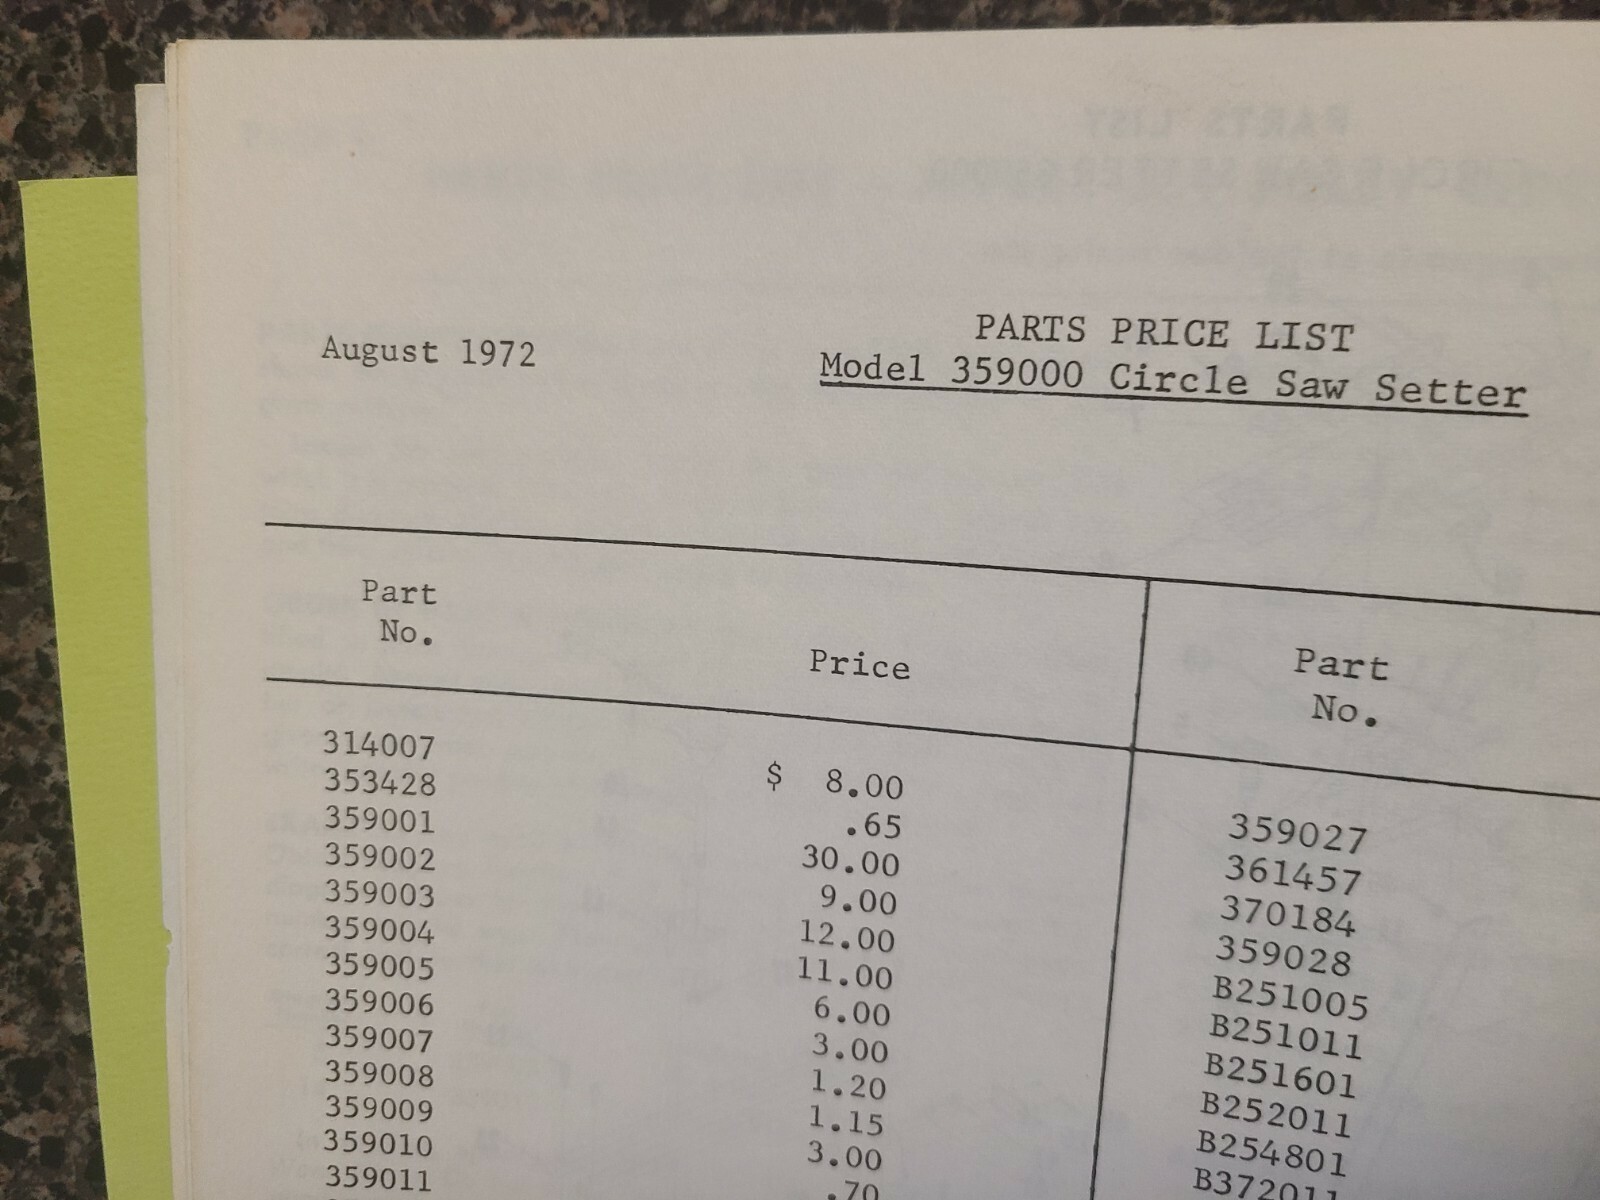 August 1972
PARTS PRICE LIST
Model 359000 Circle Saw Setter
Part No. Price Part No.
314007 $ 8.00 359027
353428 .65 361457
359001 30.00 370184
359002 9.00 359028
359003 12.00 B251005
359004 11.00 B251011
359005 6.00 B251601
359006 3.00 B252011
359007 1.20 B254801
359008 1.15 B372011
359009 3.00
359010 .70
359011